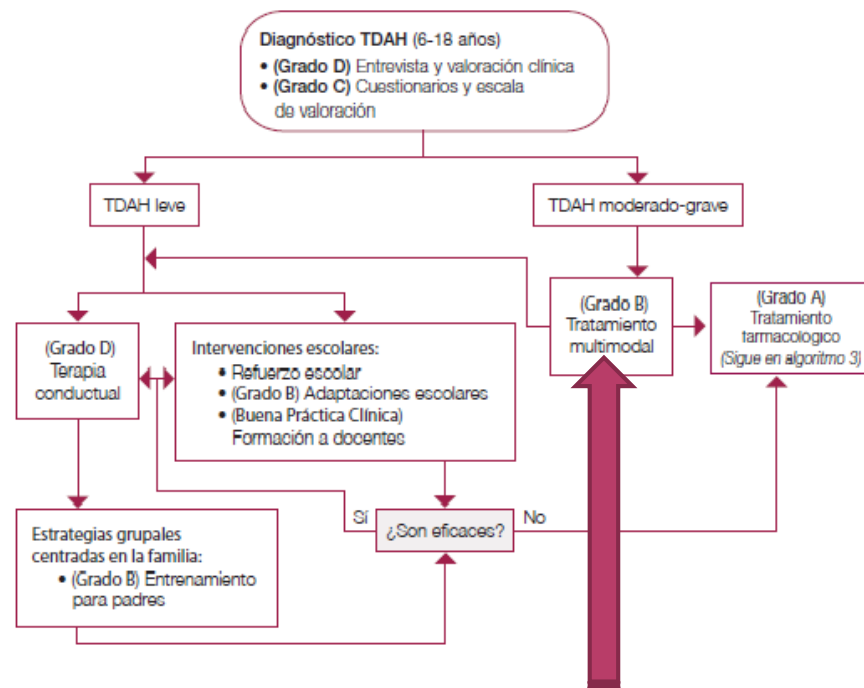 Diagnóstico TDAH (6-18 años)
• (Grado D) Entrevista y valoración clínica
• (Grado C) Cuestionarios y escala
de valoración
TDAH leve
TDAH moderado-grave
(Grado D)
Terapia
conductual
Intervenciones escolares:
• Refuerzo escolar
• (Grado B) Adaptaciones escolares
• (Buena Práctica Clínica)
Formación a docentes
(Grado B)
Tratamiento
multimodal
(Grado A)
Tratamiento
farmacológico
(Sigue en algoritmo 3)
Estrategias grupales
centradas en la familia:
• (Grado B) Entrenamiento
para padres
Sí
¿Son eficaces?
No